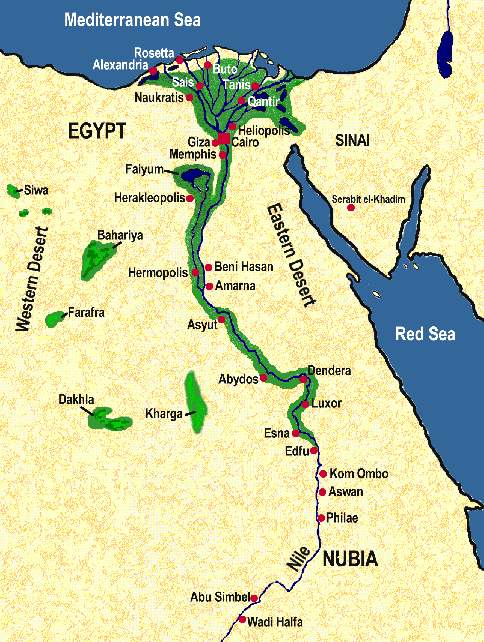 Mediterranean Sea
Rosetta
Alexandria
Buto
Sais
Tanis
Naukratis
Qantir
EGYPT
Heliopolis
Giza
Cairo
SINAI
Memphis
Faiyum
Siwa
Herakleopolis
Serabit el-Khadim
Western Desert
Bahariya
Eastern Desert
Beni Hasan
Hermopolis
Amarna
Farafra
Asyut
Red Sea
Dendera
Abydos
Dakhla
Kharga
Luxor
Esna
Edfu
Kom Ombo
Aswan
Philae
Nile
NUBIA
Abu Simbel
Wadi Halfa